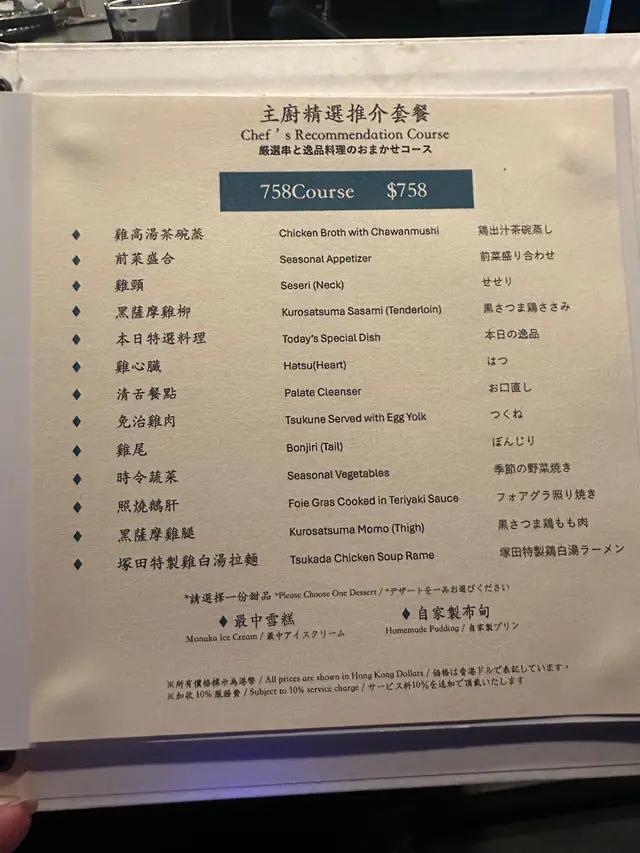 主廚精選推介套餐
Chef's Recommendation Course
厳選串と逸品料理のおまかせコース
758Course $758
◆ 雞高湯茶碗蒸 Chicken Broth with Chawanmushi 鶏出汁茶碗蒸し
◆ 前菜盛合 Seasonal Appetizer 前菜盛り合わせ
◆ 雞頸 Seseri (Neck) せせり
◆ 黑薩摩雞柳 Kurosatsuma Sasami (Tenderloin) 黒さつま鶏ささみ
◆ 本日特選料理 Today's Special Dish 本日の逸品
◆ 雞心臟 Hatsu(Heart) はつ
◆ 清舌餐點 Palate Cleanser お口直し
◆ 免治雞肉 Tsukune Served with Egg Yolk つくね
◆ 雞尾 Bonjiri (Tail) ぼんじり
◆ 時令蔬菜 Seasonal Vegetables 季節の野菜焼き
◆ 照燒鵝肝 Foie Gras Cooked in Teriyaki Sauce フォアグラ照り焼き
◆ 黑薩摩雞腿 Kurosatsuma Momo (Thigh) 黒さつま鶏もも肉
◆ 塚田特製雞白湯拉麵 Tsukada Chicken Soup Rame 塚田特製鶏白湯ラーメン
*請選擇一份甜品 *Please Choose One Dessert / *デザートを一品お選びください
◆ 最中雪糕 ◆ 自家製布甸
Monaka Ice Cream / 最中アイスクリーム Homemade Pudding / 自家製プリン
※所有價格標示為港幣 / All prices are shown in Hong Kong Dollars / 価格は香港ドルで表記しています。
※加收 10% 服務費 / Subject to 10% service charge / サービス料10%を追加で頂戴いたします